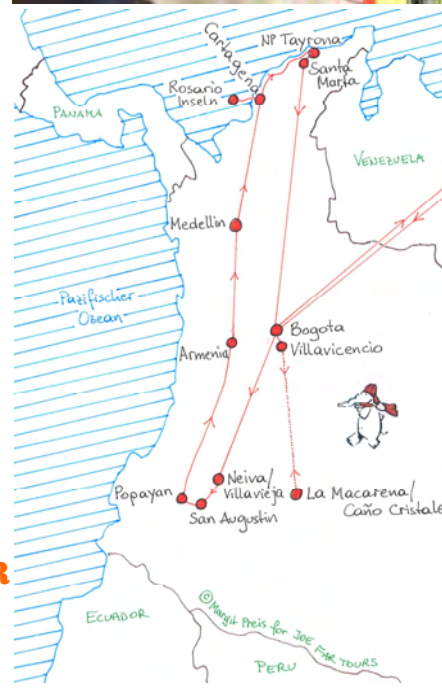 NP Tayrona
Cartagena
Santa
Marta
Rosario
Inseln
PANAMA
VENEZUELA
Medellin
Pazifischer
Ozean
Bogota
Villavicencio
Armenia
Neiva/
Villavieja
Popayan
San Augustin
La Macarena/
Caño Cristale
R
ECUADOR
©Margit Preis for JOE FAR TOURS
PERU